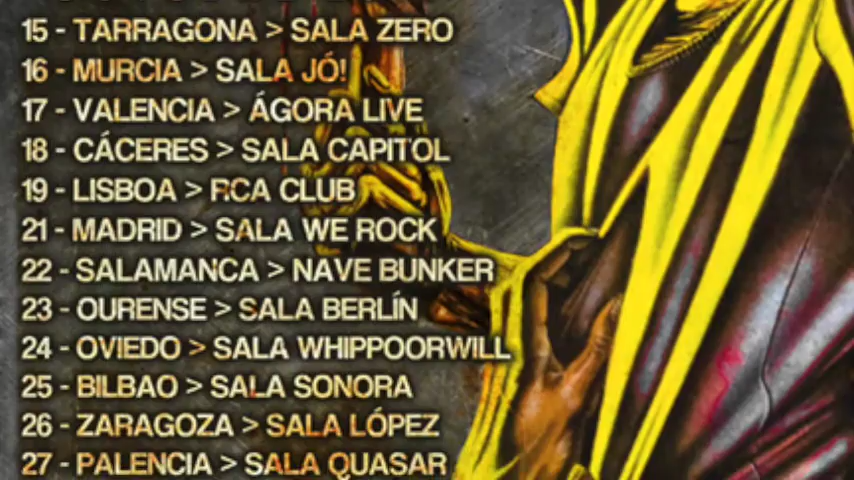 15 - TARRAGONA > SALA ZERO
16 - MURCIA > SALA JÓ!
17 - VALENCIA > ÁGORA LIVE
18 - CÁCERES > SALA CAPITOL
19 - LISBOA > RCA CLUB
21 - MADRID > SALA WE ROCK
22 - SALAMANCA > NAVE BUNKER
23 - OURENSE > SALA BERLÍN
24 - OVIEDO > SALA WHIPPOORWILL
25 - BILBAO > SALA SONORA
26 - ZARAGOZA > SALA LÓPEZ
27 - PALENCIA > SALA QUASAR